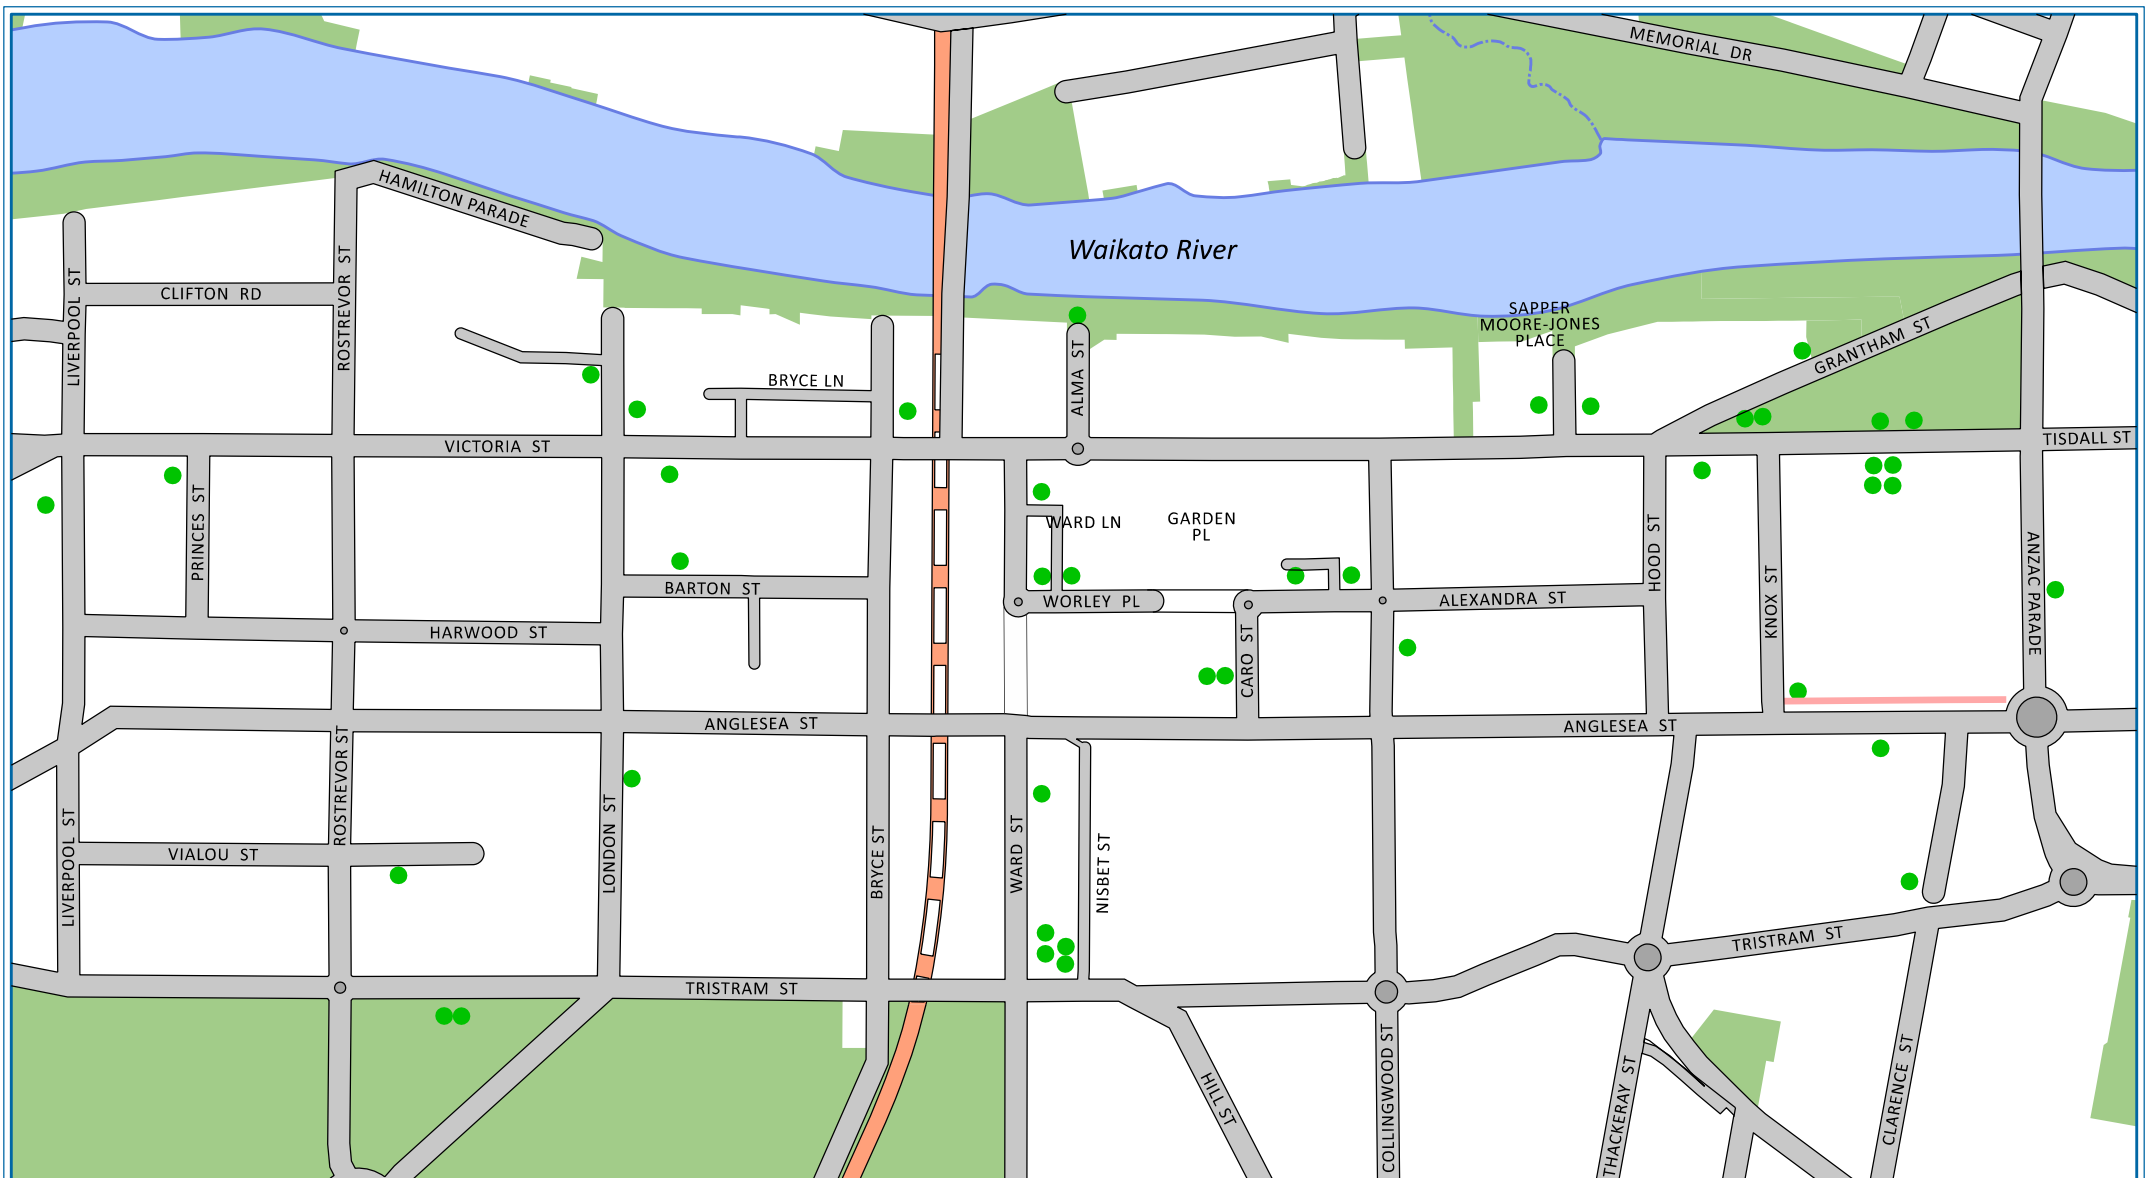 MEMORIAL DR
HAMILTON PARADE
Waikato River
CLIFTON RD
LIVERPOOL ST
ROSTREVOR ST
SAPPER
MOORE-JONES
PLACE
GRANTHAM ST
BRYCE LN
ALMA ST
VICTORIA ST
TISDALL ST
PRINCES ST
WARD LN
GARDEN
PL
HOOD ST
KNOX ST
ANZAC PARADE
BARTON ST
WORLEY PL
ALEXANDRA ST
HARWOOD ST
CARO ST
ANGLESEA ST
ANGLESEA ST
ROSTREVOR ST
LIVERPOOL ST
VIALOU ST
LONDON ST
BRYCE ST
WARD ST
NISBET ST
TRISTRAM ST
TRISTRAM ST
HILL ST
COLLINGWOOD ST
THACKERAY ST
CLARENCE ST